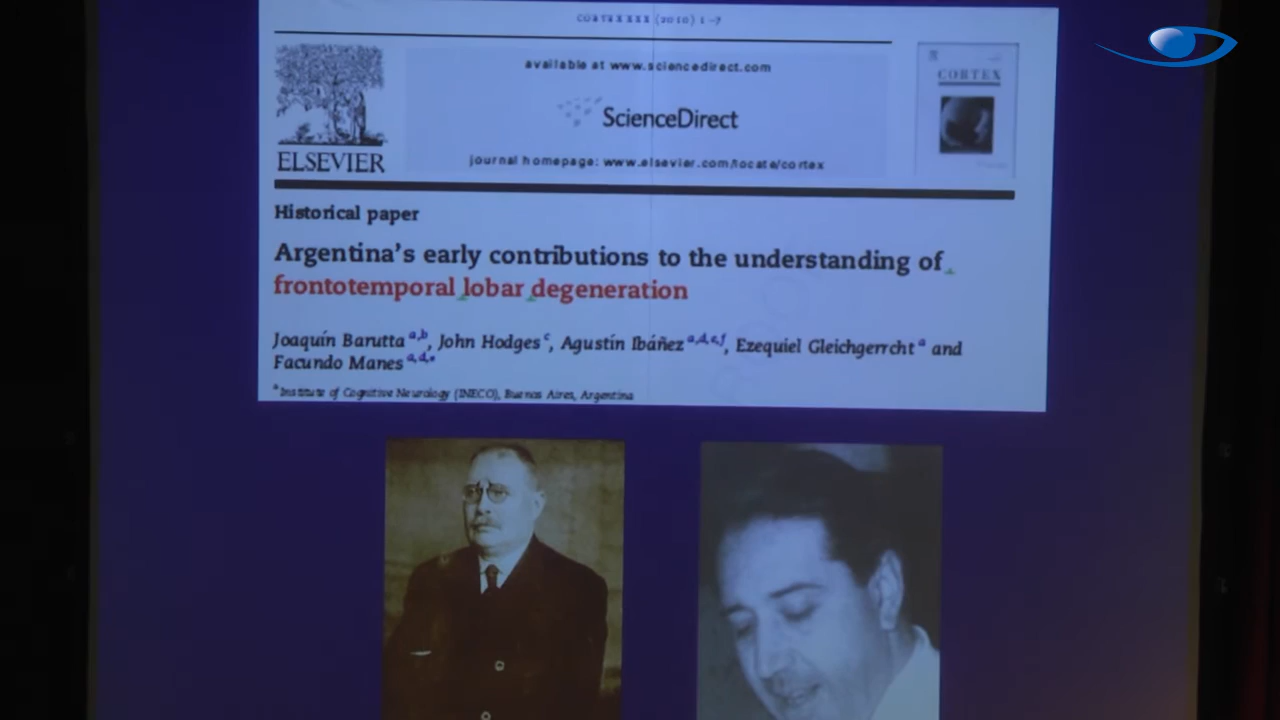 CORTEX XXX (2010) 1–7
available at www.sciencedirect.com
CORTEX
ScienceDirect
ELSEVIER
journal homepage: www.elsevier.com/locate/cortex
Historical paper
Argentina's early contributions to the understanding of
frontotemporal lobar degeneration
Joaquín Barutta a,b, John Hodges c, Agustín Ibáñez a,d,e,f, Ezequiel Gleichgerrcht a and
Facundo Manes a,d,*
a Institute of Cognitive Neurology (INECO), Buenos Aires, Argentina